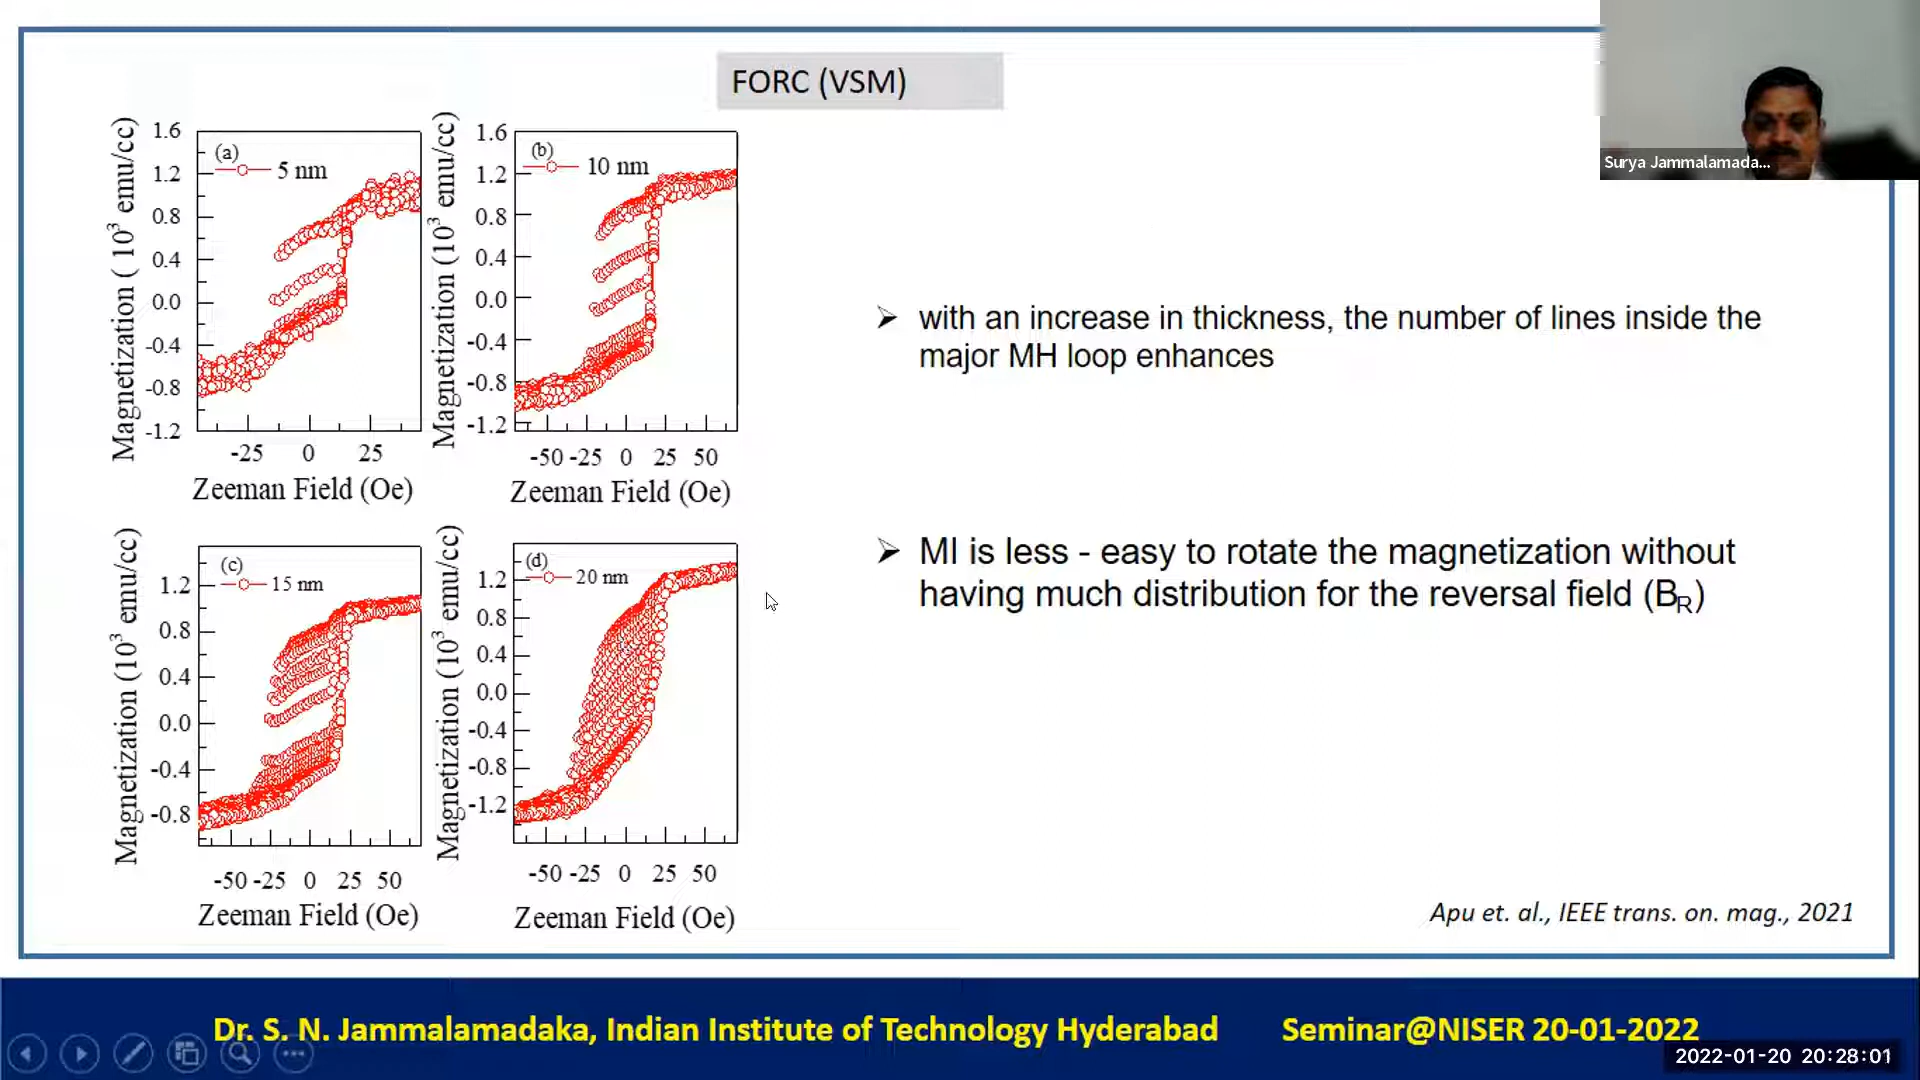 FORC (VSM)
Surya Jammalamada...
Magnetization ( 10³ emu/cc)
1.6
1.2
0.8
0.4
0.0
-0.4
-0.8
-1.2
(a)
5 nm
-25 0 25
Zeeman Field (Oe)
Magnetization (10³ emu/cc)
1.6
1.2
0.8
0.4
0.0
-0.4
-0.8
-1.2
(b)
10 nm
-50 -25 0 25 50
Zeeman Field (Oe)
Magnetization (10³ emu/cc)
1.2
0.8
0.4
0.0
-0.4
-0.8
(c)
15 nm
-50 -25 0 25 50
Zeeman Field (Oe)
Magnetization (10³ emu/cc)
1.2
0.8
0.4
0.0
-0.4
-0.8
-1.2
(d)
20 nm
-50 -25 0 25 50
Zeeman Field (Oe)
➢ with an increase in thickness, the number of lines inside the
major MH loop enhances
➢ MI is less - easy to rotate the magnetization without
having much distribution for the reversal field (B_R)
Apu et. al., IEEE trans. on. mag., 2021
Dr. S. N. Jammalamadaka, Indian Institute of Technology Hyderabad Seminar@NISER 20-01-2022
2022-01-20 20:28:01